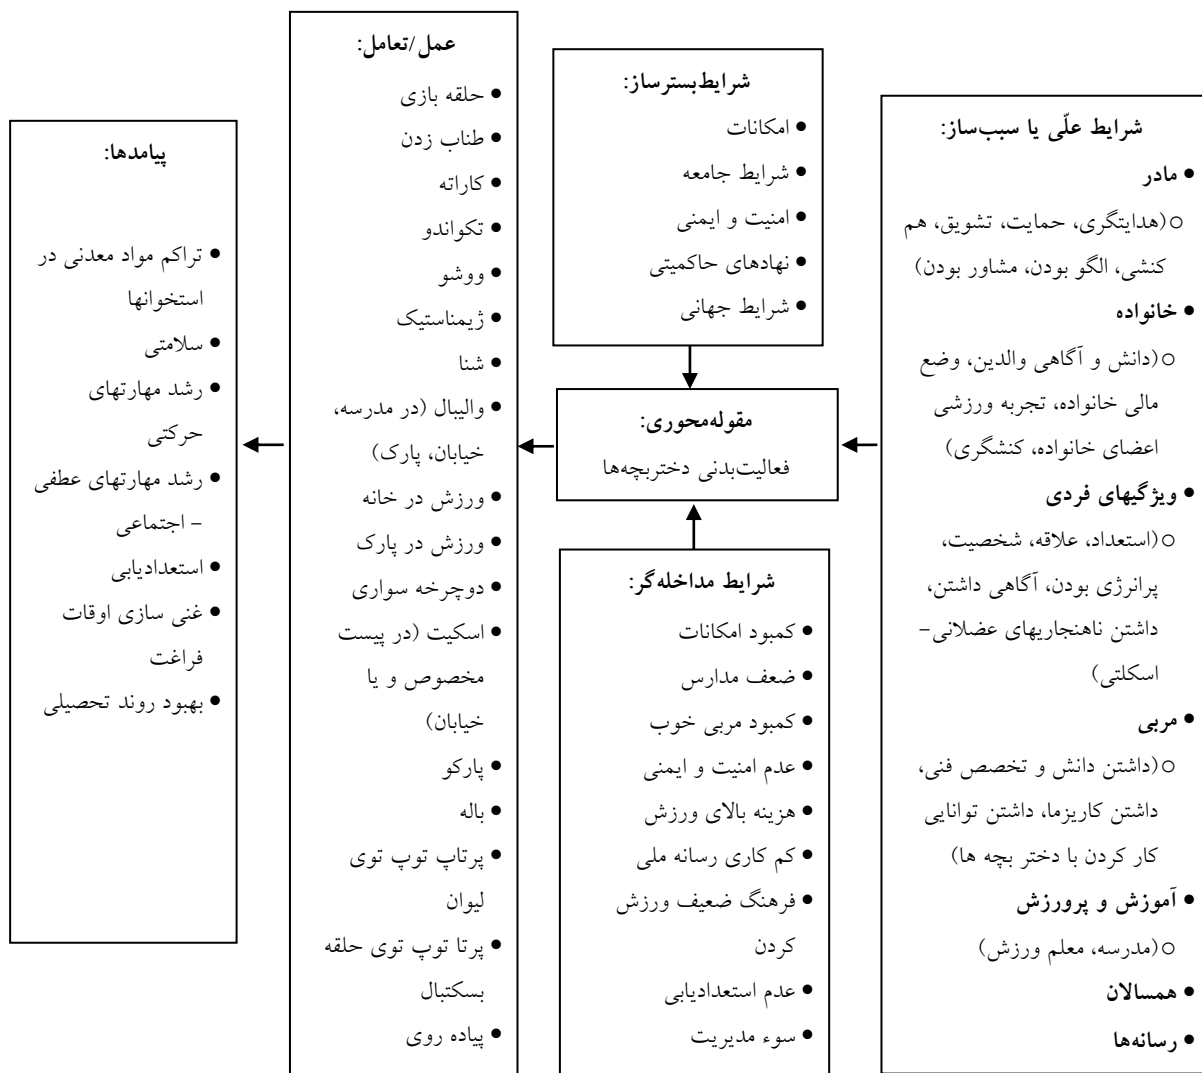 شرایط علّی یا سبب‌ساز:
• مادر
○(هدایتگری، حمایت، تشویق، هم
کنشی، الگو بودن، مشاور بودن)
• خانواده
○(دانش و آگاهی والدین، وضع
مالی خانواده، تجربه ورزشی
اعضای خانواده، کنشگری)
• ویژگیهای فردی
○(استعداد، علاقه، شخصیت،
پرانرژی بودن، آگاهی داشتن،
داشتن ناهنجاریهای عضلانی-
اسکلتی)
• مربی
○(داشتن دانش و تخصص فنی،
داشتن کاریزما، داشتن توانایی
کار کردن با دختر بچه ها)
• آموزش و پرورزش
○(مدرسه، معلم ورزش)
• همسالان
• رسانه‌ها
شرایط‌بسترساز:
• امکانات
• شرایط جامعه
• امنیت و ایمنی
• نهادهای حاکمیتی
• شرایط جهانی
مقوله‌محوری:
فعالیت‌بدنی دختربچه‌ها
شرایط مداخله‌گر:
• کمبود امکانات
• ضعف مدارس
• کمبود مربی خوب
• عدم امنیت و ایمنی
• هزینه بالای ورزش
• کم کاری رسانه ملی
• فرهنگ ضعیف ورزش
کردن
• عدم استعدادیابی
• سوء مدیریت
عمل/تعامل:
• حلقه بازی
• طناب زدن
• کاراته
• تکواندو
• ووشو
• ژیمناستیک
• شنا
• والیبال (در مدرسه،
خیابان، پارک)
• ورزش در خانه
• ورزش در پارک
• دوچرخه سواری
• اسکیت (در پیست
مخصوص و یا
خیابان)
• پارکو
• باله
• پرتاپ توپ توی
لیوان
• پرتا توپ توی حلقه
بسکتبال
• پیاده روی
پیامدها:
• تراکم مواد معدنی در
استخوانها
• سلامتی
• رشد مهارتهای
حرکتی
• رشد مهارتهای عطفی
– اجتماعی
• استعدادیابی
• غنی سازی اوقات
فراغت
• بهبود روند تحصیلی